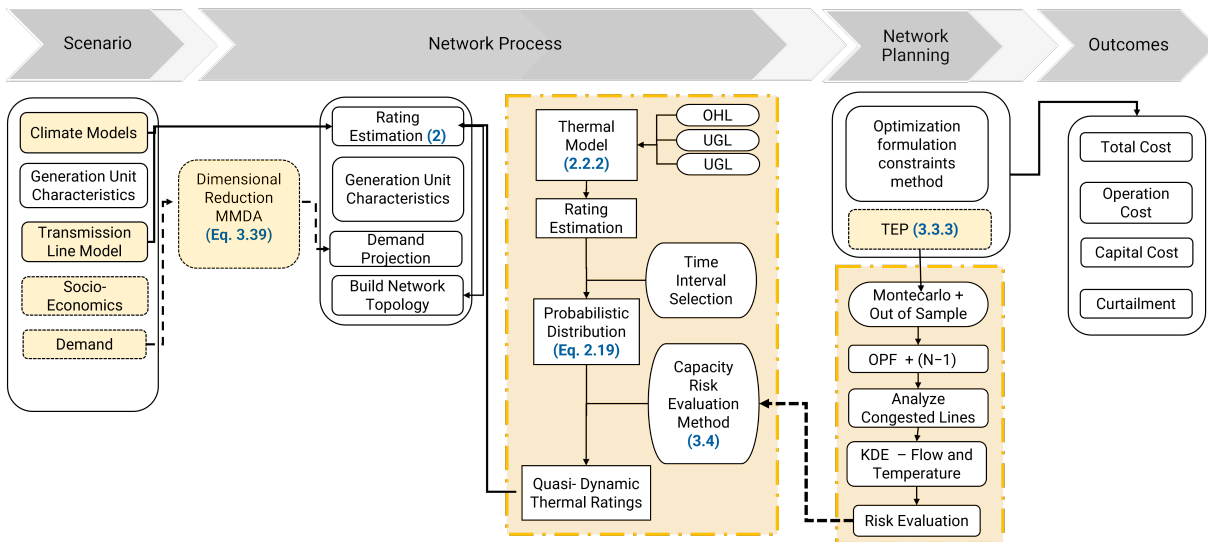 Scenario
Network Process
Network
Planning
Outcomes
Climate Models
Generation Unit
Characteristics
Transmission
Line Model
Socio-
Economics
Demand
Dimensional
Reduction
MMDA
(Eq. 3.39)
Rating
Estimation (2)
Generation Unit
Characteristics
Demand
Projection
Build Network
Topology
Thermal
Model
(2.2.2)
OHL
UGL
UGL
Rating
Estimation
Time
Interval
Selection
Probabilistic
Distribution
(Eq. 2.19)
Capacity
Risk
Evaluation
Method
(3.4)
Quasi- Dynamic
Thermal Ratings
Optimization
formulation
constraints
method
TEP (3.3.3)
Montecarlo +
Out of Sample
OPF + (N−1)
Analyze
Congested Lines
KDE – Flow and
Temperature
Risk Evaluation
Total Cost
Operation
Cost
Capital Cost
Curtailment